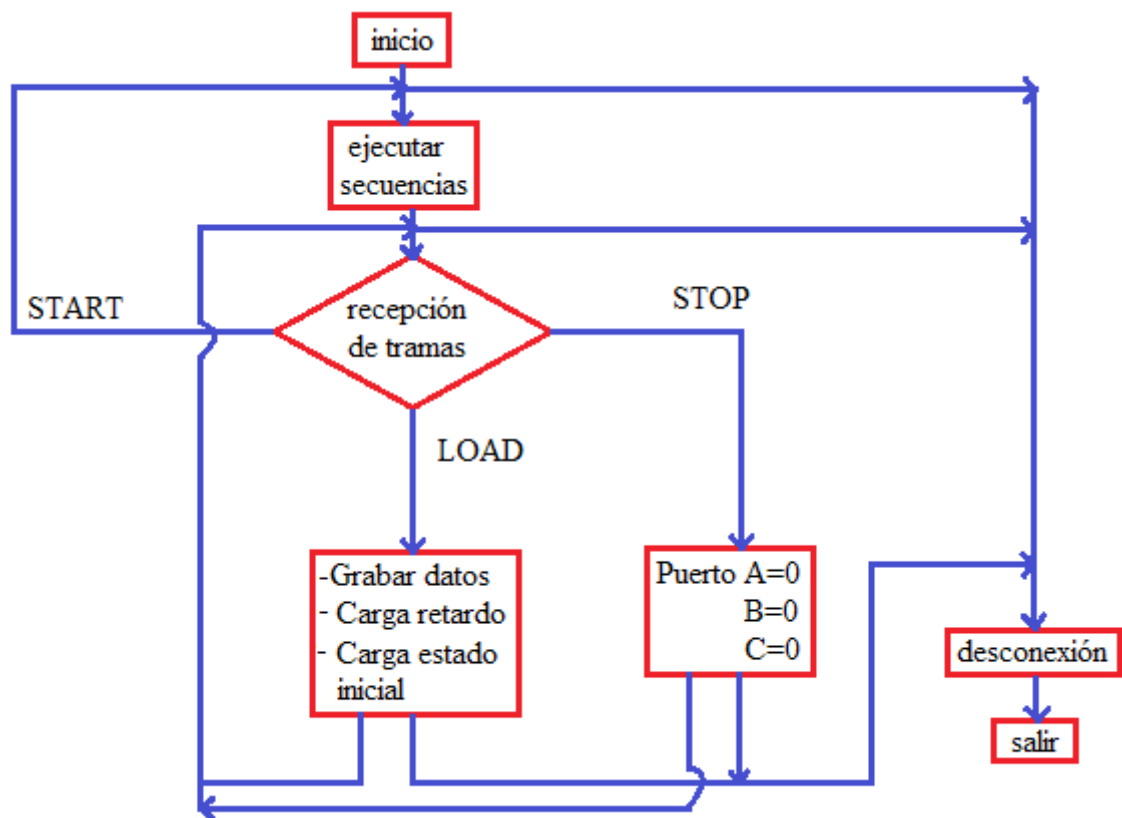 inicio
ejecutar
secuencias
START
recepción
de tramas
STOP
LOAD
-Grabar datos
- Carga retardo
- Carga estado
inicial
Puerto A=0
B=0
C=0
desconexión
salir